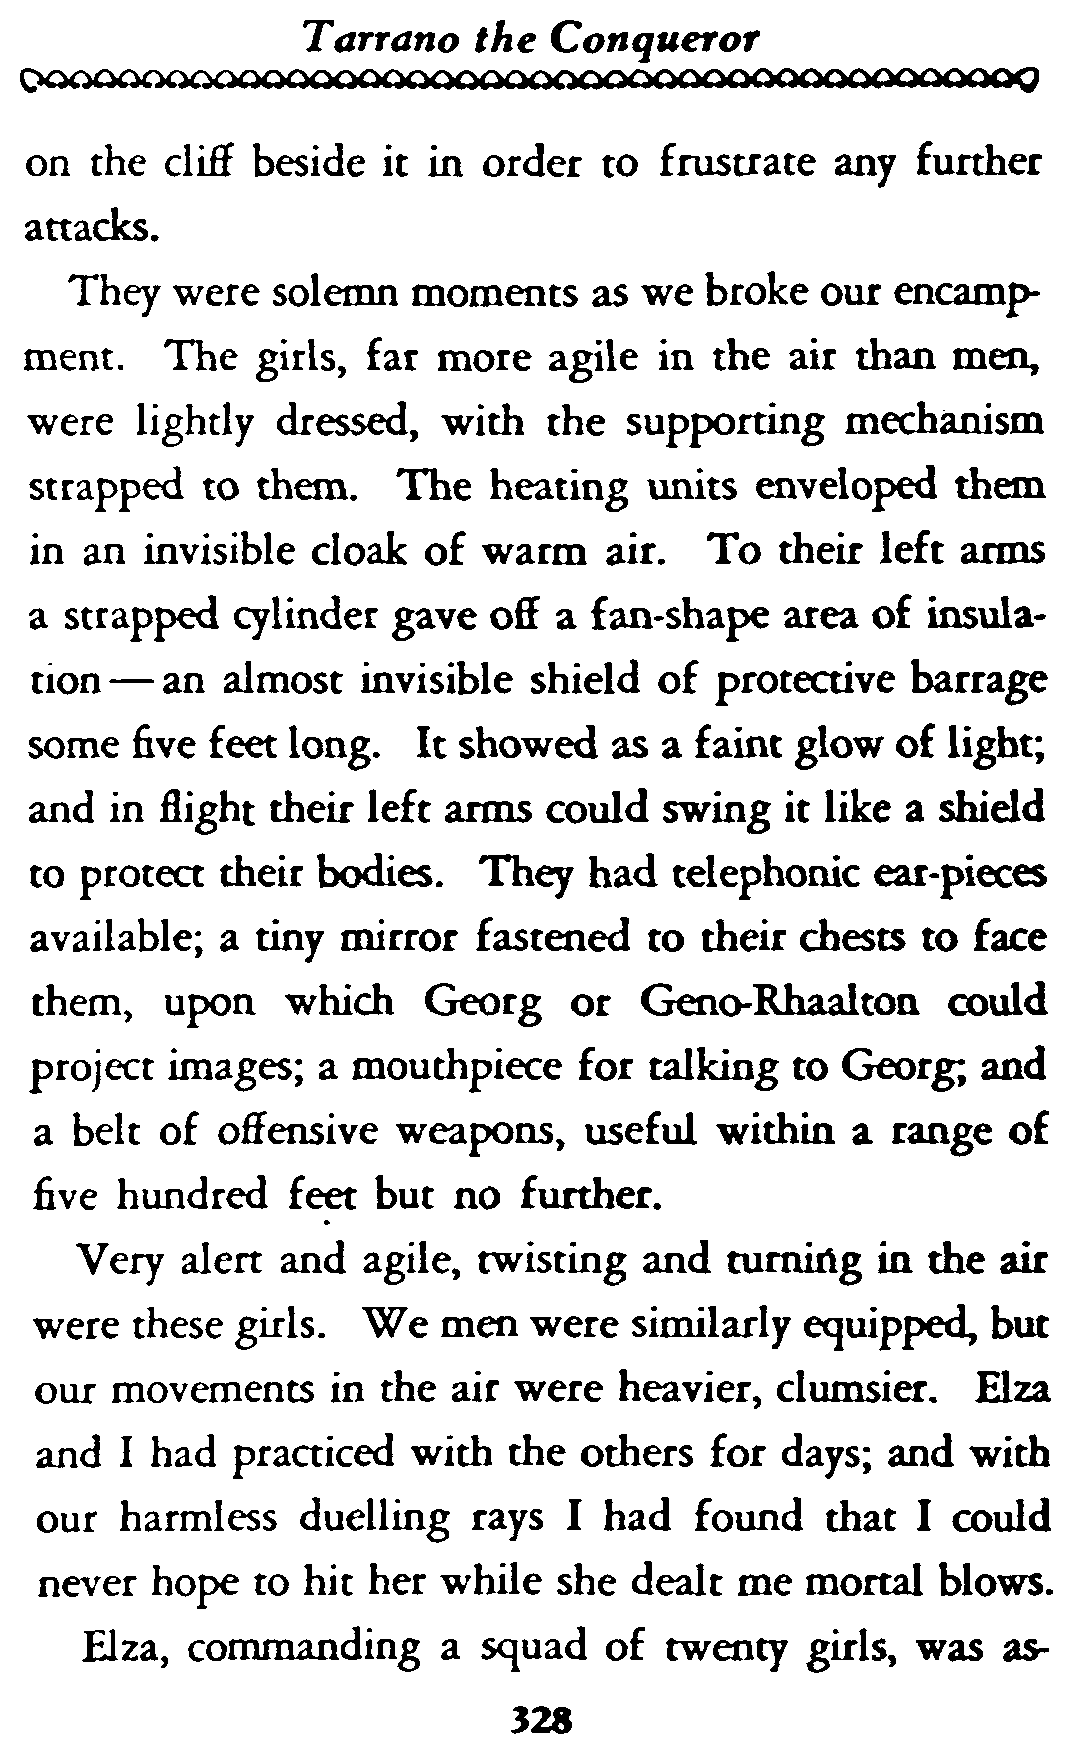 Tarrano the Conqueror
on the cliff beside it in order to frustrate any further
attacks.
They were solemn moments as we broke our encamp-
ment. The girls, far more agile in the air than men,
were lightly dressed, with the supporting mechanism
strapped to them. The heating units enveloped them
in an invisible cloak of warm air. To their left arms
a strapped cylinder gave off a fan-shape area of insula-
tion — an almost invisible shield of protective barrage
some five feet long. It showed as a faint glow of light;
and in flight their left arms could swing it like a shield
to protect their bodies. They had telephonic ear-pieces
available; a tiny mirror fastened to their chests to face
them, upon which Georg or Geno-Rhaalton could
project images; a mouthpiece for talking to Georg; and
a belt of offensive weapons, useful within a range of
five hundred feet but no further.
Very alert and agile, twisting and turning in the air
were these girls. We men were similarly equipped, but
our movements in the air were heavier, clumsier. Elza
and I had practiced with the others for days; and with
our harmless duelling rays I had found that I could
never hope to hit her while she dealt me mortal blows.
Elza, commanding a squad of twenty girls, was as-
328